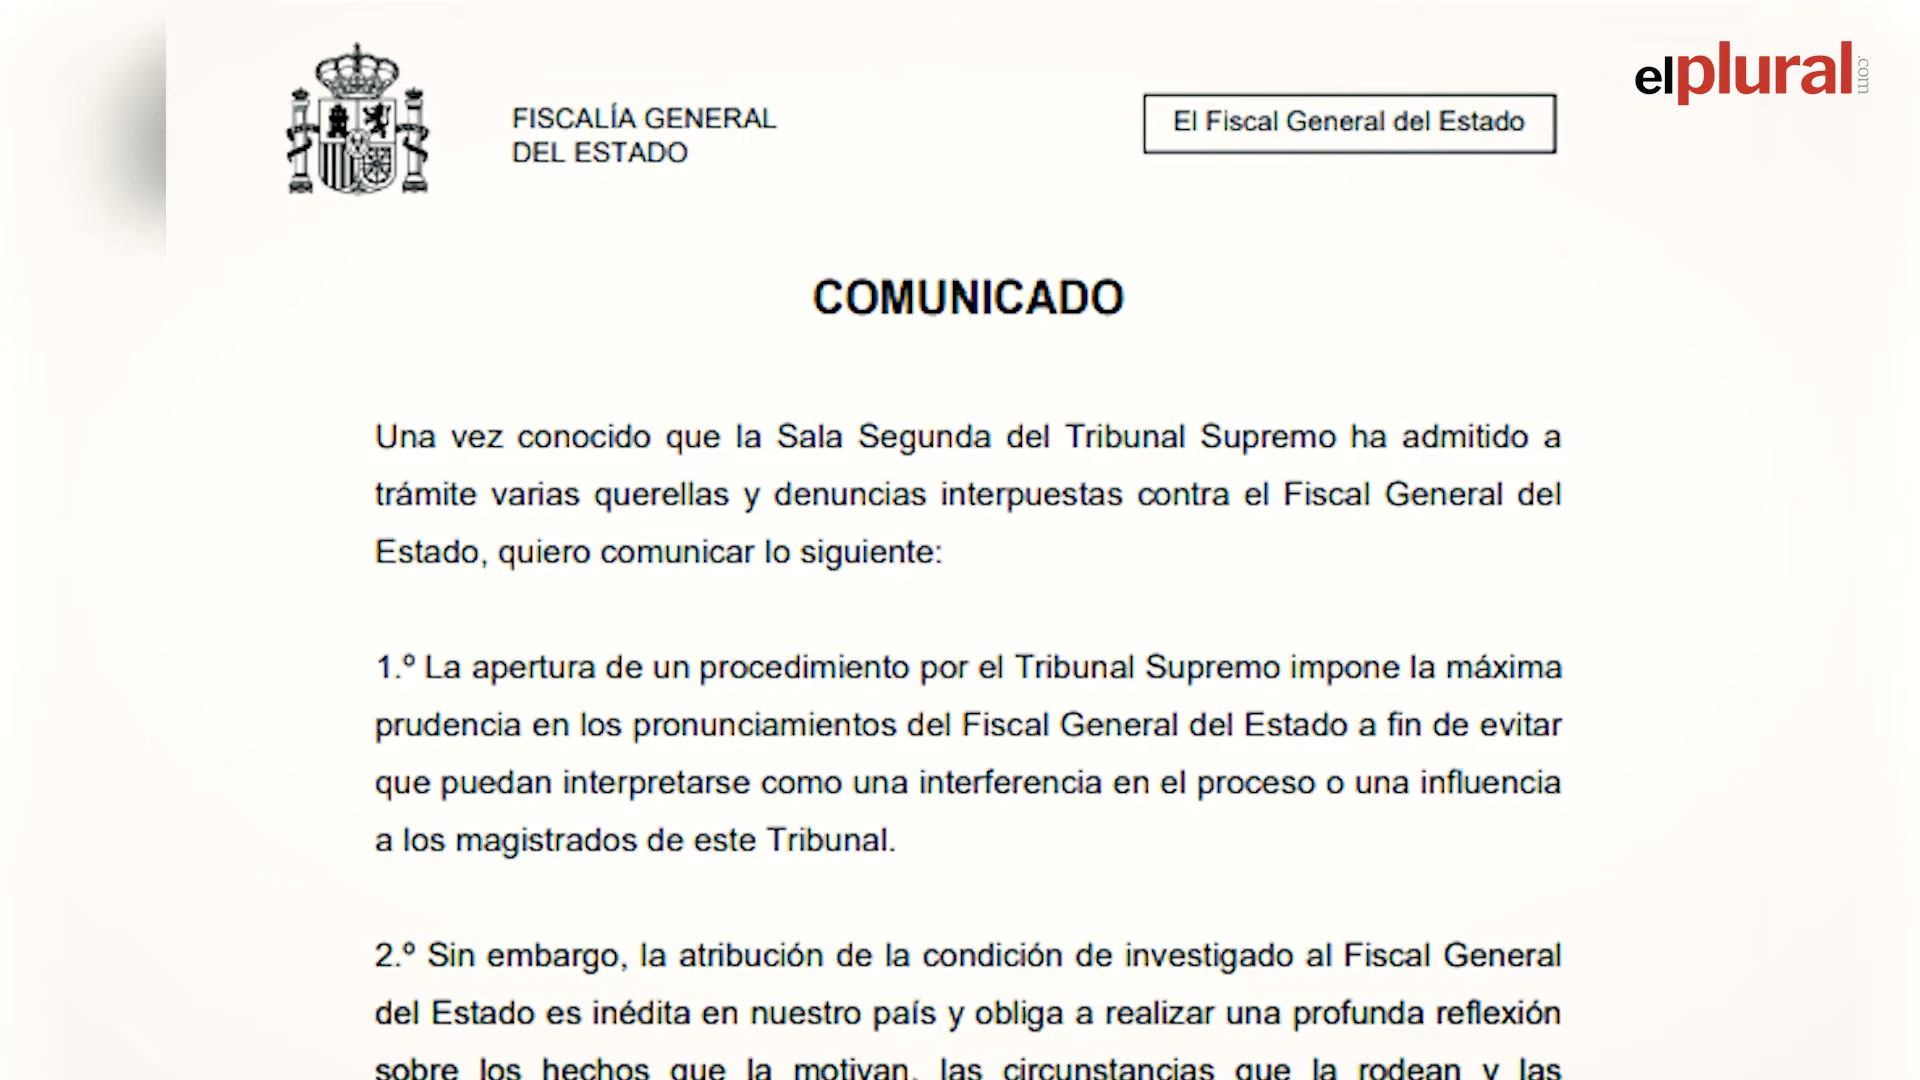 FISCALÍA GENERAL
DEL ESTADO
El Fiscal General del Estado
elplural.com
COMUNICADO
Una vez conocido que la Sala Segunda del Tribunal Supremo ha admitido a
trámite varias querellas y denuncias interpuestas contra el Fiscal General del
Estado, quiero comunicar lo siguiente:
1.º La apertura de un procedimiento por el Tribunal Supremo impone la máxima
prudencia en los pronunciamientos del Fiscal General del Estado a fin de evitar
que puedan interpretarse como una interferencia en el proceso o una influencia
a los magistrados de este Tribunal.
2.º Sin embargo, la atribución de la condición de investigado al Fiscal General
del Estado es inédita en nuestro país y obliga a realizar una profunda reflexión
sobre los hechos que la motivan, las circunstancias que la rodean y las